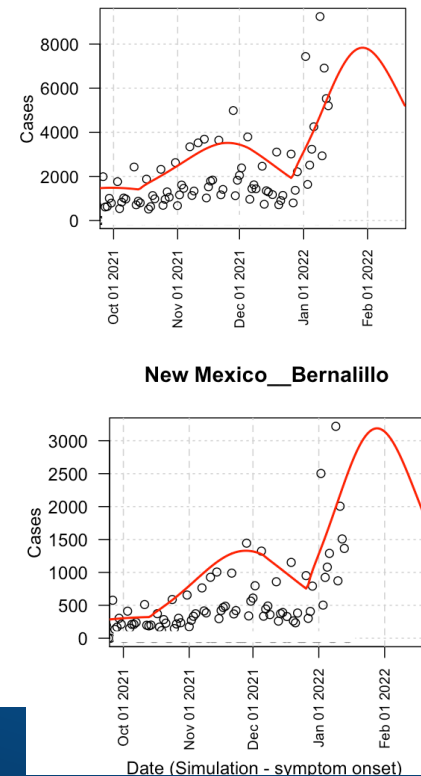 8000
6000
4000
2000
0
Cases
Oct 01 2021
Nov 01 2021
Dec 01 2021
Jan 01 2022
Feb 01 2022
New Mexico__Bernalillo
3000
2500
2000
1500
1000
500
0
Cases
Oct 01 2021
Nov 01 2021
Dec 01 2021
Jan 01 2022
Feb 01 2022
Date (Simulation - symptom onset)